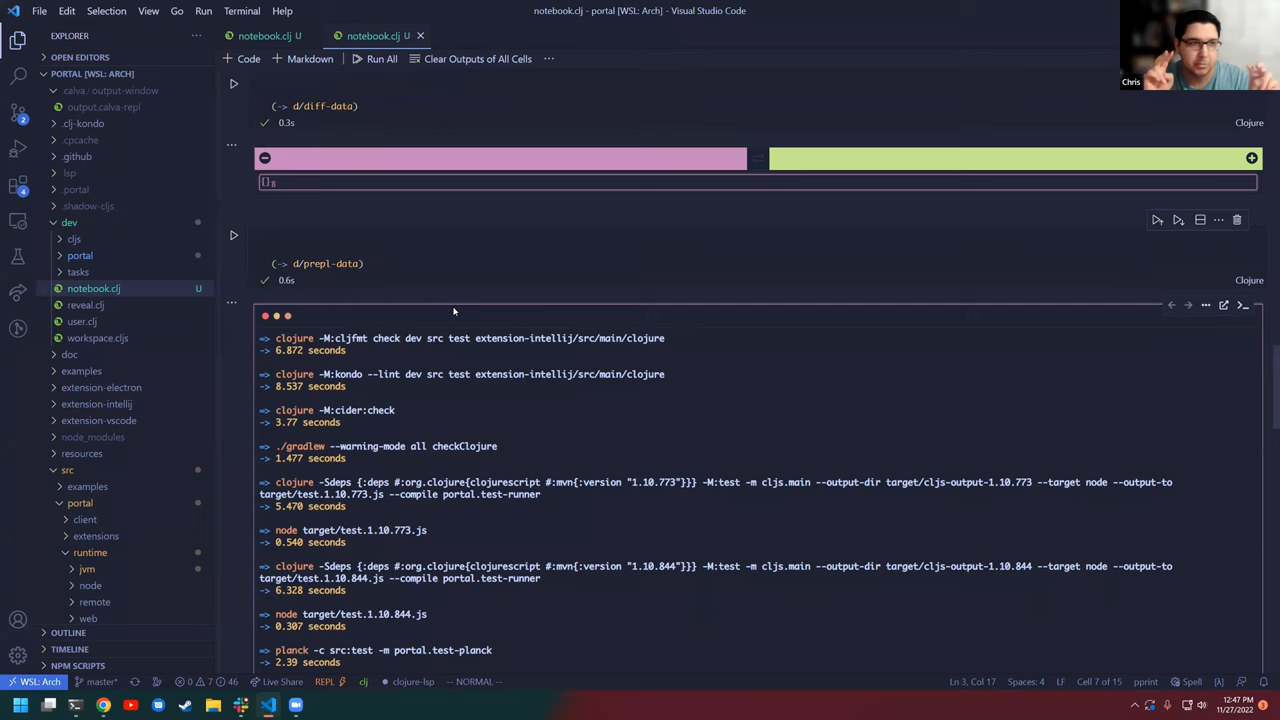 File Edit Selection View Go Run Terminal Help
notebook.clj - portal [WSL: Arch] - Visual Studio Code
Chris
EXPLORER
OPEN EDITORS
PORTAL [WSL: ARCH]
.calva / output-window
output.calva-repl
.clj-kondo
.cpcache
.github
.lsp
.portal
.shadow-cljs
dev
cljs
portal
tasks
notebook.clj U
reveal.clj
user.clj
workspace.cljs
doc
examples
extension-electron
extension-intellij
extension-vscode
node_modules
resources
src
examples
portal
client
extensions
runtime
jvm
node
remote
web
OUTLINE
TIMELINE
NPM SCRIPTS
2
4
notebook.clj U notebook.clj U
Code Markdown Run All Clear Outputs of All Cells
(-> d/diff-data)
0.3s Clojure
{} 8
(-> d/prepl-data)
0.6s Clojure
=> clojure -M:cljfmt check dev src test extension-intellij/src/main/clojure
-> 6.872 seconds
=> clojure -M:kondo --lint dev src test extension-intellij/src/main/clojure
-> 8.537 seconds
=> clojure -M:cider:check
-> 3.77 seconds
=> ./gradlew --warning-mode all checkClojure
-> 1.477 seconds
=> clojure -Sdeps {:deps #:org.clojure{clojurescript #:mvn{:version "1.10.773"}}} -M:test -m cljs.main --output-dir target/cljs-output-1.10.773 --target node --output-to
target/test.1.10.773.js --compile portal.test-runner
-> 5.470 seconds
=> node target/test.1.10.773.js
-> 0.540 seconds
=> clojure -Sdeps {:deps #:org.clojure{clojurescript #:mvn{:version "1.10.844"}}} -M:test -m cljs.main --output-dir target/cljs-output-1.10.844 --target node --output-to
target/test.1.10.844.js --compile portal.test-runner
-> 6.328 seconds
=> node target/test.1.10.844.js
-> 0.307 seconds
=> planck -c src:test -m portal.test-planck
-> 2.39 seconds
WSL: Arch master* 0 7 46 Live Share REPL clj clojure-lsp -- NORMAL -- Ln 3, Col 17 Spaces: 4 LF Cell 7 of 15 pprint Spell
12:47 PM
11/27/2022
3